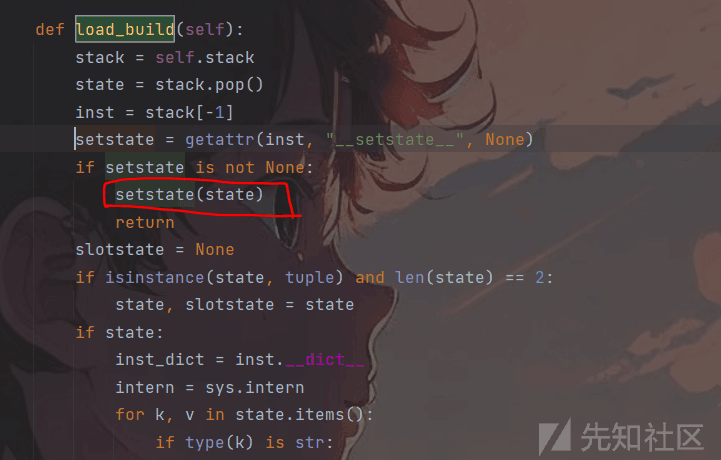 def load_build(self):
    stack = self.stack
    state = stack.pop()
    inst = stack[-1]
    setstate = getattr(inst, "__setstate__", None)
    if setstate is not None:
        setstate(state)
        return
    slotstate = None
    if isinstance(state, tuple) and len(state) == 2:
        state, slotstate = state
    if state:
        inst_dict = inst.__dict__
        intern = sys.intern
        for k, v in state.items():
            if type(k) is str:
先知社区